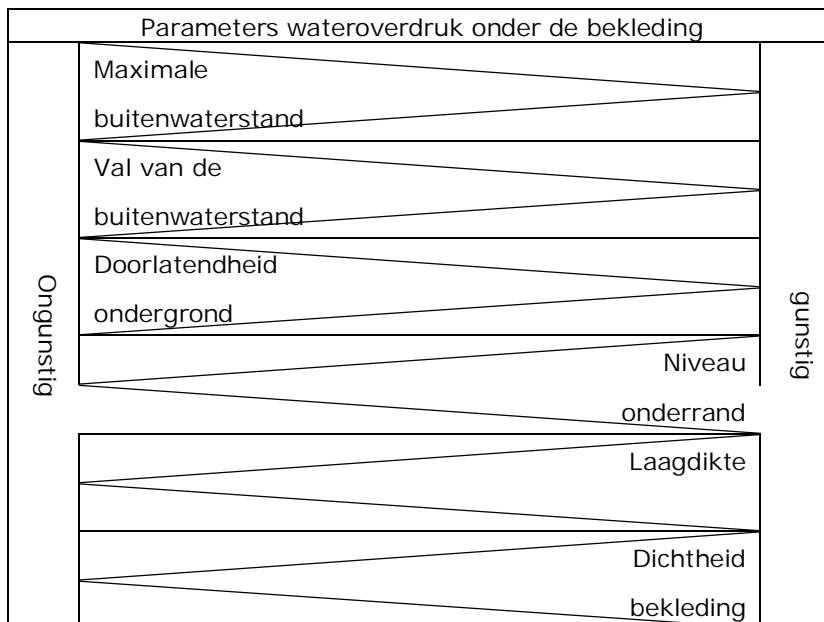 Parameters wateroverdruk onder de bekleding
Ongunstig
Maximale
buitenwaterstand
Val van de
buitenwaterstand
Doorlatendheid
ondergrond
Niveau
onderrand
Laagdikte
Dichtheid
bekleding
gunstig